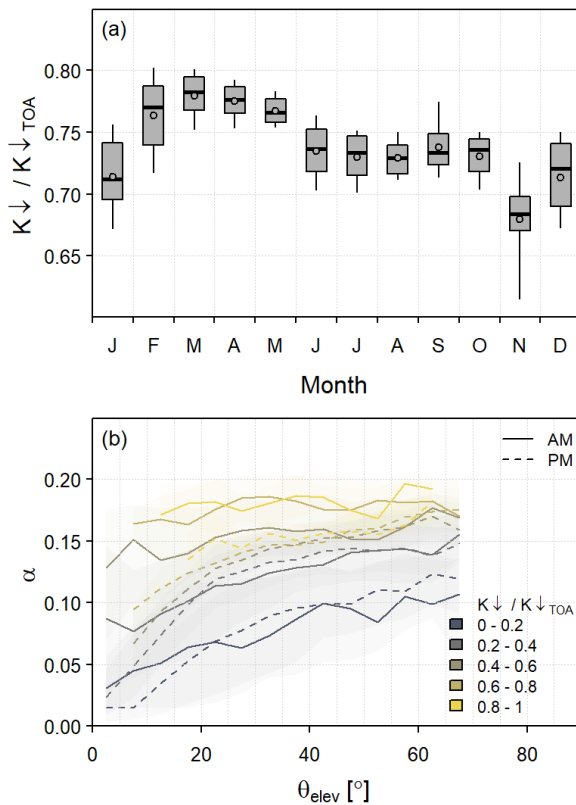 (a)
K↓ / K↓TOA
0.80
0.75
0.70
0.65
J F M A M J J A S O N D
Month
(b)
AM
PM
α
0.20
0.15
0.10
0.05
0.00
K↓ / K↓TOA
0 - 0.2
0.2 - 0.4
0.4 - 0.6
0.6 - 0.8
0.8 - 1
0 20 40 60 80
θelev [°]